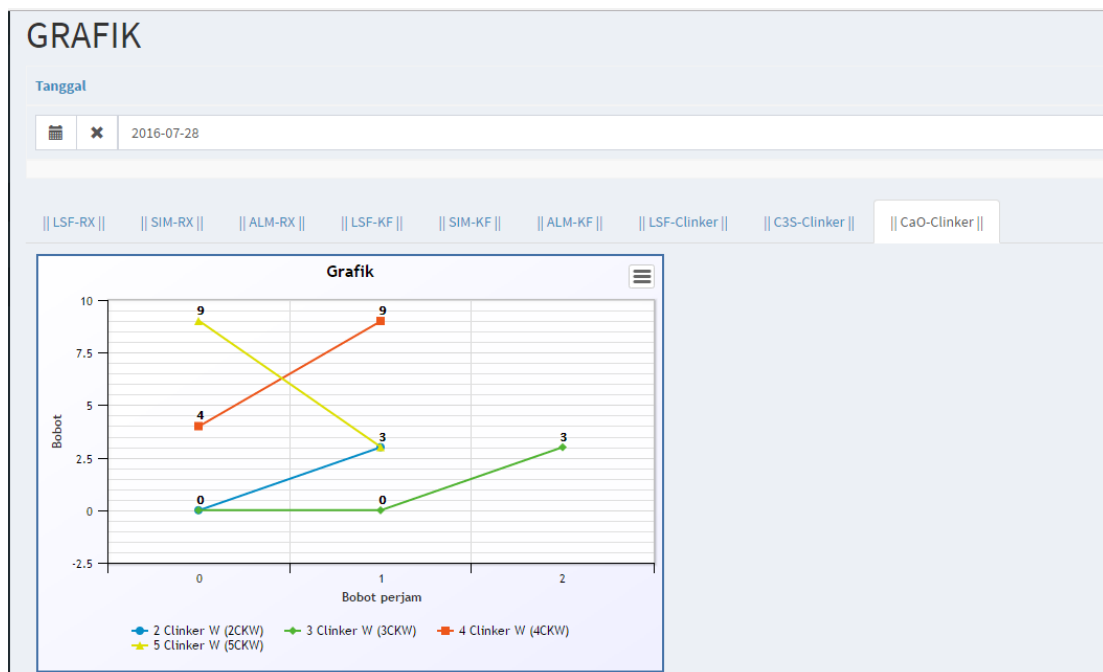 GRAFIK
Tanggal
2016-07-28
|| LSF-RX || || SIM-RX || || ALM-RX || || LSF-KF || || SIM-KF || || ALM-KF || || LSF-Clinker || || C3S-Clinker || || CaO-Clinker ||
Grafik
10
9 9
7.5
5
4
Bobot
3 3
2.5
0 0
0
-2.5
0 1 2
Bobot perjam
2 Clinker W (2CKW) 3 Clinker W (3CKW) 4 Clinker W (4CKW)
5 Clinker W (5CKW)